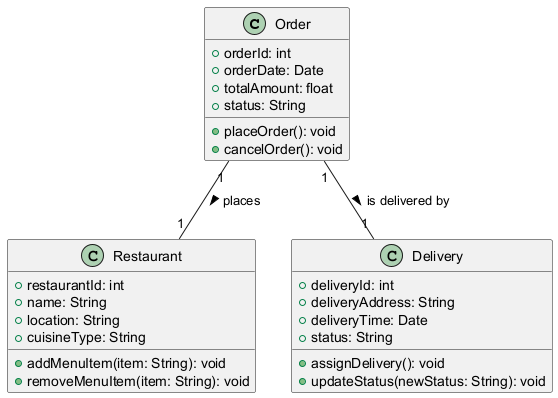 C Order
orderId: int
orderDate: Date
totalAmount: float
status: String
placeOrder(): void
cancelOrder(): void
1
1
places
is delivered by
1
1
C Restaurant
restaurantId: int
name: String
location: String
cuisineType: String
addMenuItem(item: String): void
removeMenuItem(item: String): void
C Delivery
deliveryId: int
deliveryAddress: String
deliveryTime: Date
status: String
assignDelivery(): void
updateStatus(newStatus: String): void